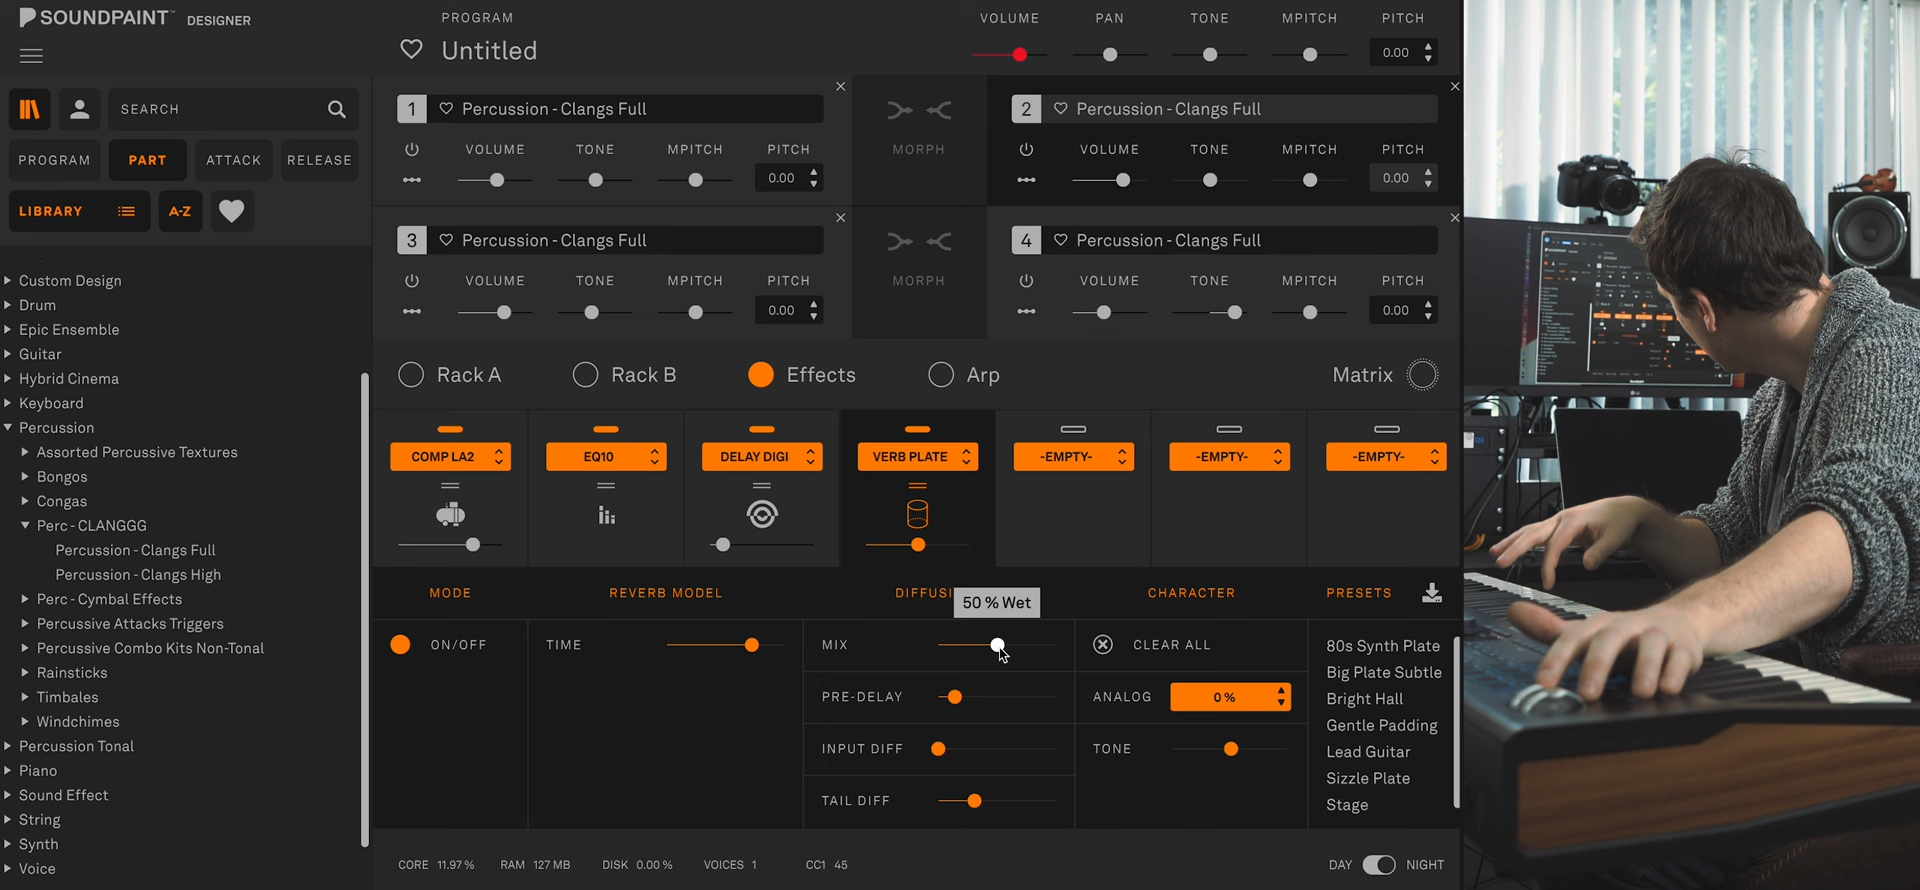 SOUNDPAINT™ DESIGNER
PROGRAM
Untitled
VOLUME PAN TONE MPITCH PITCH
0.00
SEARCH
PROGRAM PART ATTACK RELEASE
LIBRARY A-Z
Custom Design
Drum
Epic Ensemble
Guitar
Hybrid Cinema
Keyboard
Percussion
Assorted Percussive Textures
Bongos
Congas
Perc - CLANGGG
Percussion - Clangs Full
Percussion - Clangs High
Perc - Cymbal Effects
Percussive Attacks Triggers
Percussive Combo Kits Non-Tonal
Rainsticks
Timbales
Windchimes
Percussion Tonal
Piano
Sound Effect
String
Synth
Voice
1 Percussion - Clangs Full
VOLUME TONE MPITCH PITCH
0.00
MORPH
2 Percussion - Clangs Full
VOLUME TONE MPITCH PITCH
0.00
3 Percussion - Clangs Full
VOLUME TONE MPITCH PITCH
0.00
MORPH
4 Percussion - Clangs Full
VOLUME TONE MPITCH PITCH
0.00
Rack A Rack B Effects Arp Matrix
COMP LA2 EQ10 DELAY DIGI VERB PLATE -EMPTY- -EMPTY- -EMPTY-
MODE REVERB MODEL DIFFUSI CHARACTER PRESETS
50 % Wet
ON/OFF
TIME
MIX
PRE-DELAY
INPUT DIFF
TAIL DIFF
CLEAR ALL
ANALOG 0 %
TONE
80s Synth Plate
Big Plate Subtle
Bright Hall
Gentle Padding
Lead Guitar
Sizzle Plate
Stage
CORE 11.97 % RAM 127 MB DISK 0.00 % VOICES 1 CC1 45
DAY NIGHT